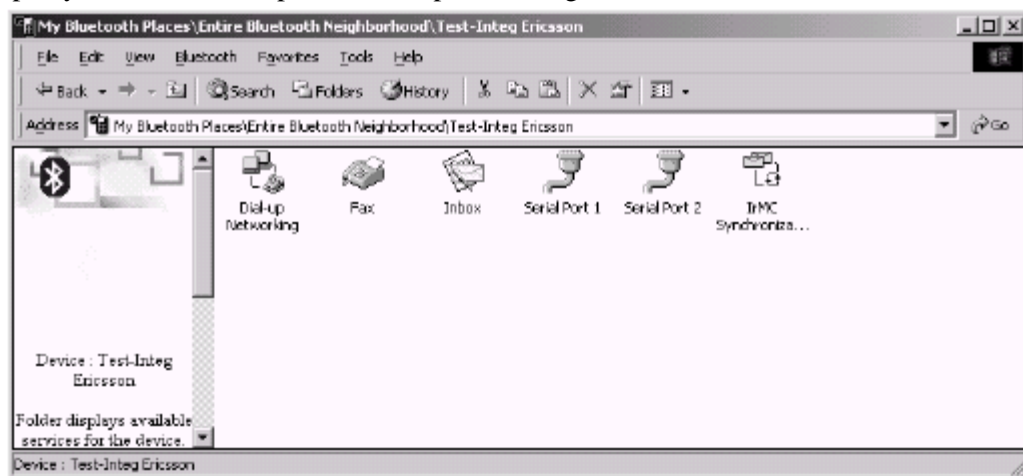 My Bluetooth Places\Entire Bluetooth Neighborhood\Test-Integ Ericsson
File Edit View Bluetooth Favorites Tools Help
Back Search Folders History
Address My Bluetooth Places\Entire Bluetooth Neighborhood\Test-Integ Ericsson Go
Dial-up Networking
Fax
Inbox
Serial Port 1
Serial Port 2
IrMC Synchroniza...
Device : Test-Integ
Ericsson
Folder displays available
services for the device.
Device : Test-Integ Ericsson